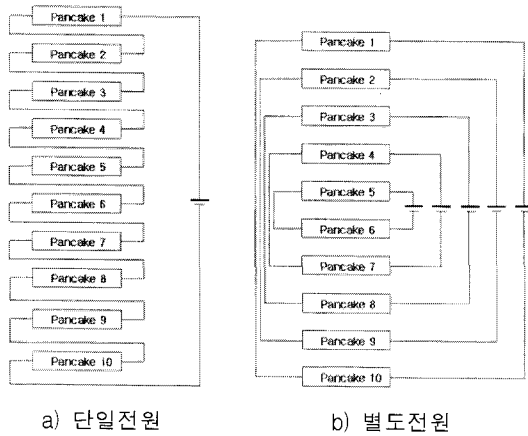 Pancake 1
Pancake 2
Pancake 3
Pancake 4
Pancake 5
Pancake 6
Pancake 7
Pancake 8
Pancake 9
Pancake 10
a) 단일전원
Pancake 1
Pancake 2
Pancake 3
Pancake 4
Pancake 5
Pancake 6
Pancake 7
Pancake 8
Pancake 9
Pancake 10
b) 별도전원